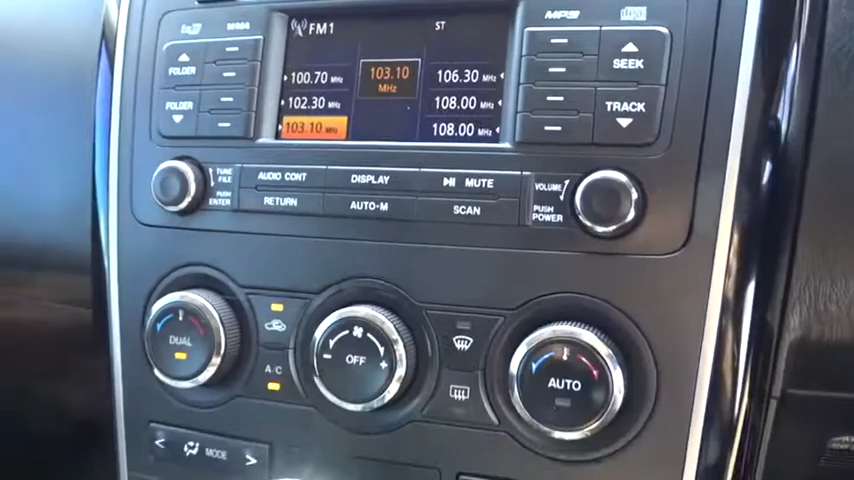 WMA
MP3
FM1
ST
100.70 MHz
102.30 MHz
103.10 MHz
103.10
MHz
106.30 MHz
108.00 MHz
108.00 MHz
FOLDER
FOLDER
SEEK
TRACK
TUNE
FILE
PUSH
ENTER
AUDIO CONT
DISPLAY
MUTE
RETURN
AUTO-M
SCAN
VOLUME
PUSH
POWER
DUAL
A/C
OFF
- +
AUTO
< MODE >